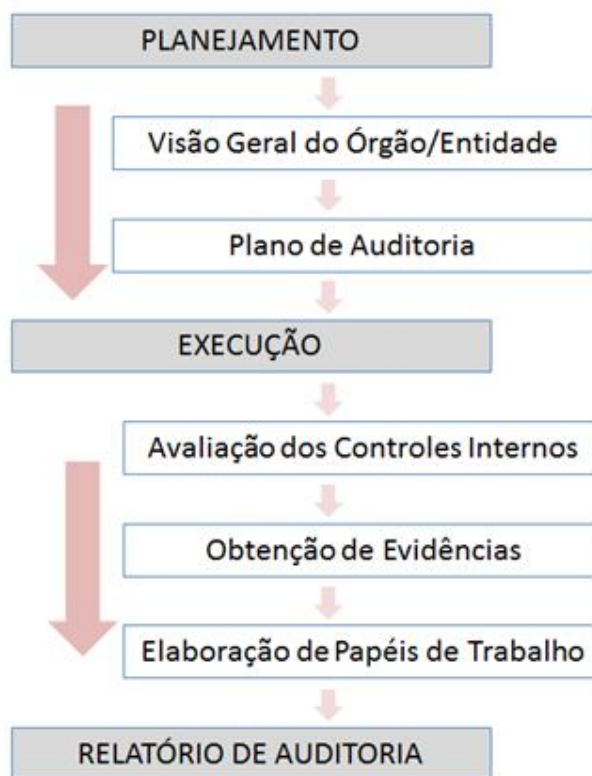 PLANEJAMENTO
Visão Geral do Órgão/Entidade
Plano de Auditoria
EXECUÇÃO
Avaliação dos Controles Internos
Obtenção de Evidências
Elaboração de Papéis de Trabalho
RELATÓRIO DE AUDITORIA